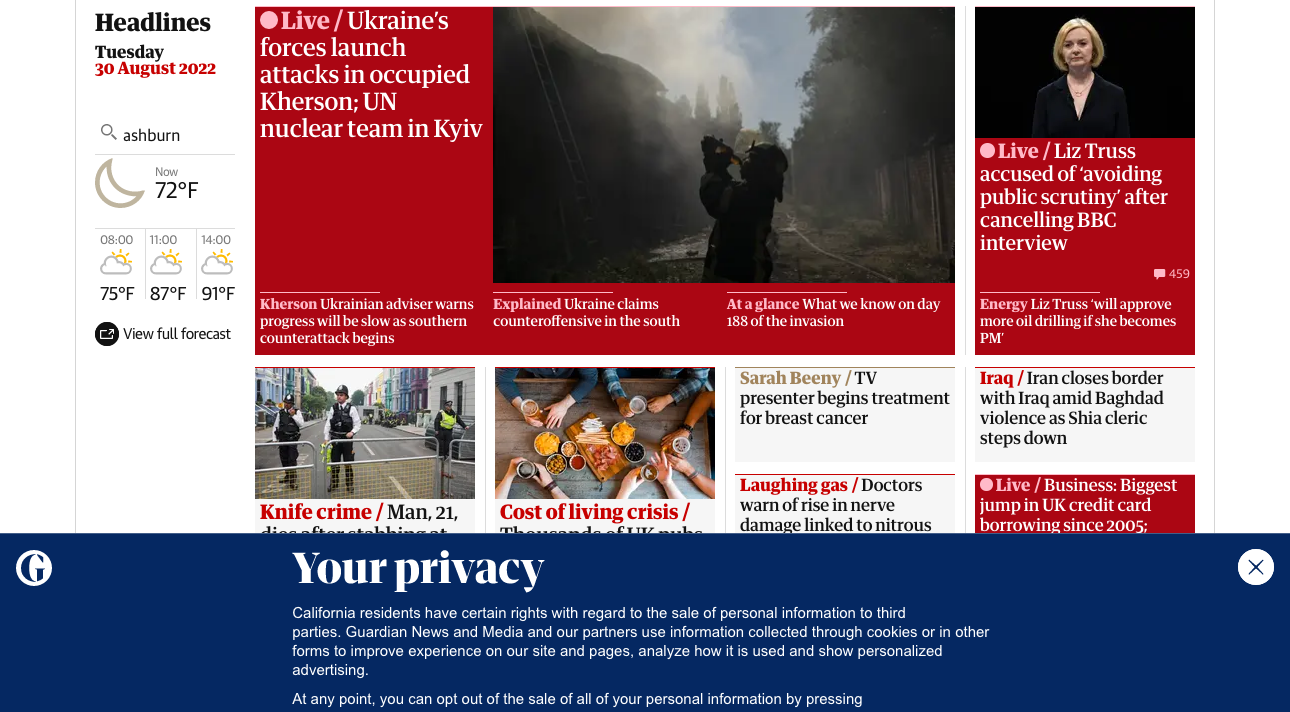 Headlines
Tuesday
30 August 2022
ashburn
Now
72°F
08:00
11:00
14:00
75°F
87°F
91°F
View full forecast
Live / Ukraine’s
forces launch
attacks in occupied
Kherson; UN
nuclear team in Kyiv
Kherson Ukrainian adviser warns
progress will be slow as southern
counterattack begins
Explained Ukraine claims
counteroffensive in the south
At a glance What we know on day
188 of the invasion
Live / Liz Truss
accused of ‘avoiding
public scrutiny’ after
cancelling BBC
interview
459
Energy Liz Truss ‘will approve
more oil drilling if she becomes
PM’
Knife crime / Man, 21,
dies after stabbing at
Cost of living crisis /
Thousands of UK pubs
Sarah Beeny / TV
presenter begins treatment
for breast cancer
Laughing gas / Doctors
warn of rise in nerve
damage linked to nitrous
Iraq / Iran closes border
with Iraq amid Baghdad
violence as Shia cleric
steps down
Live / Business: Biggest
jump in UK credit card
borrowing since 2005;
G
Your privacy
California residents have certain rights with regard to the sale of personal information to third
parties. Guardian News and Media and our partners use information collected through cookies or in other
forms to improve experience on our site and pages, analyze how it is used and show personalized
advertising.
At any point, you can opt out of the sale of all of your personal information by pressing